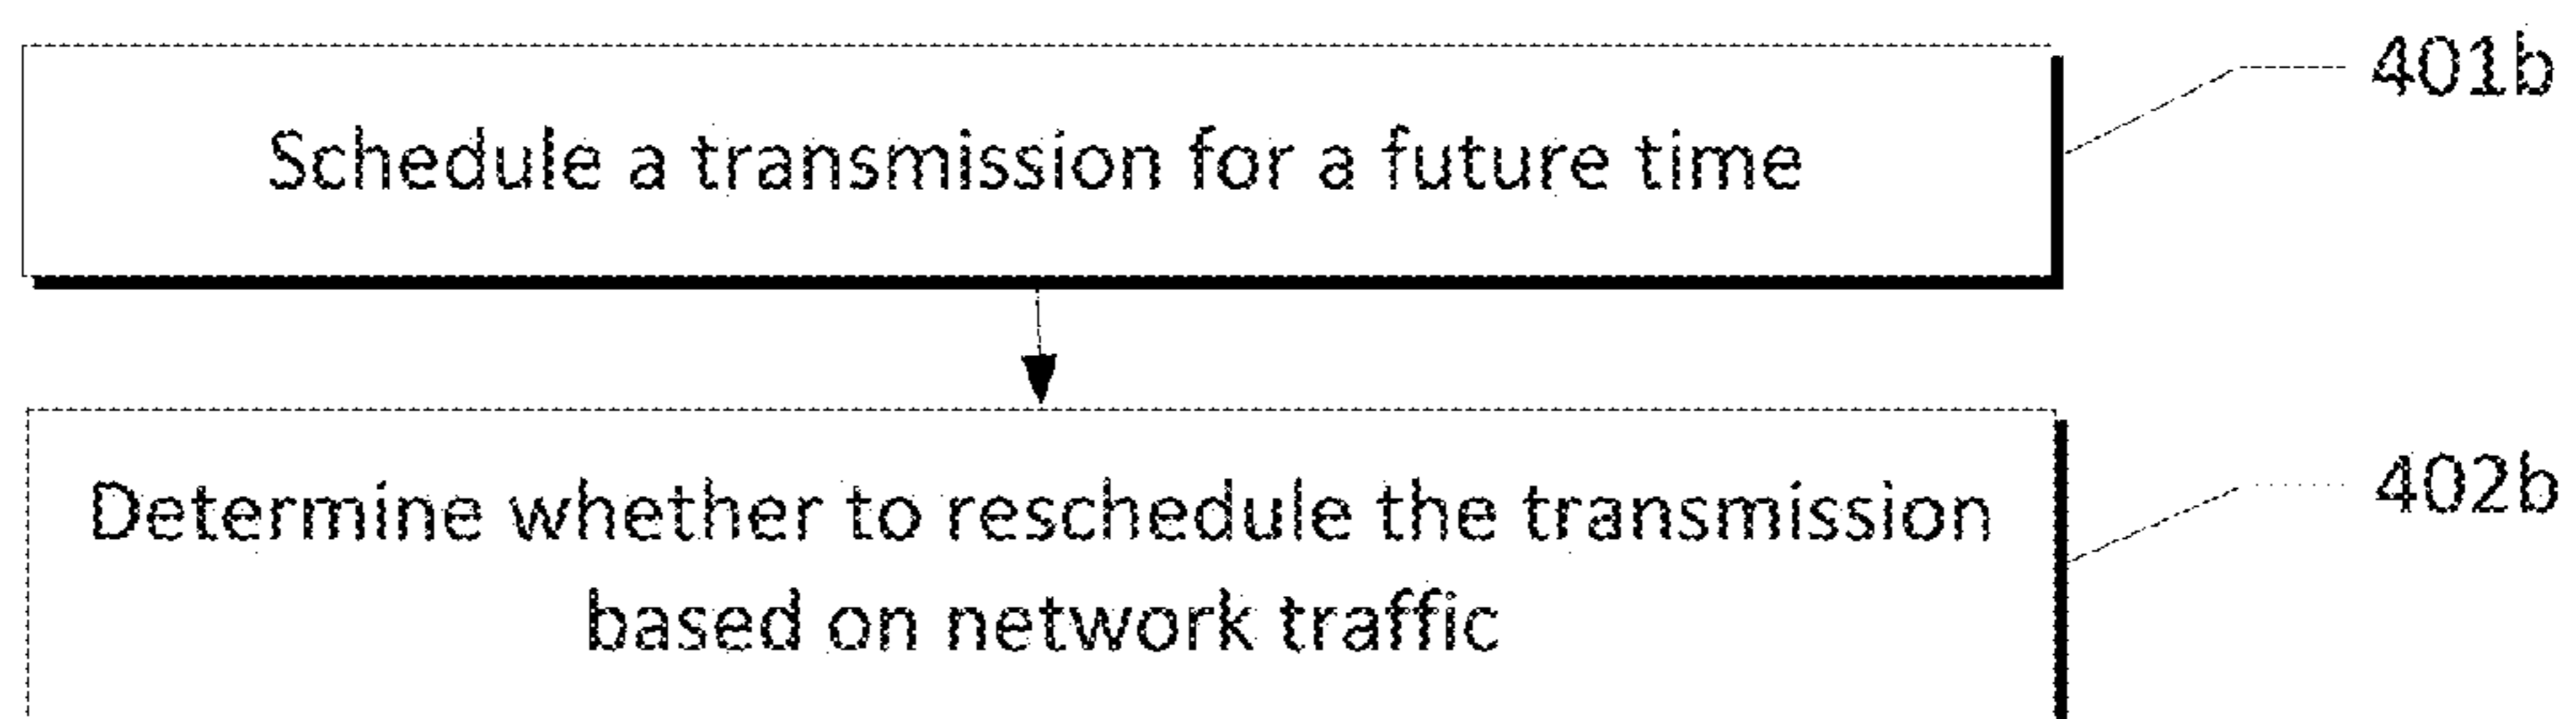 Schedule a transmission for a future time
401b
Determine whether to reschedule the transmission
based on network traffic
402b